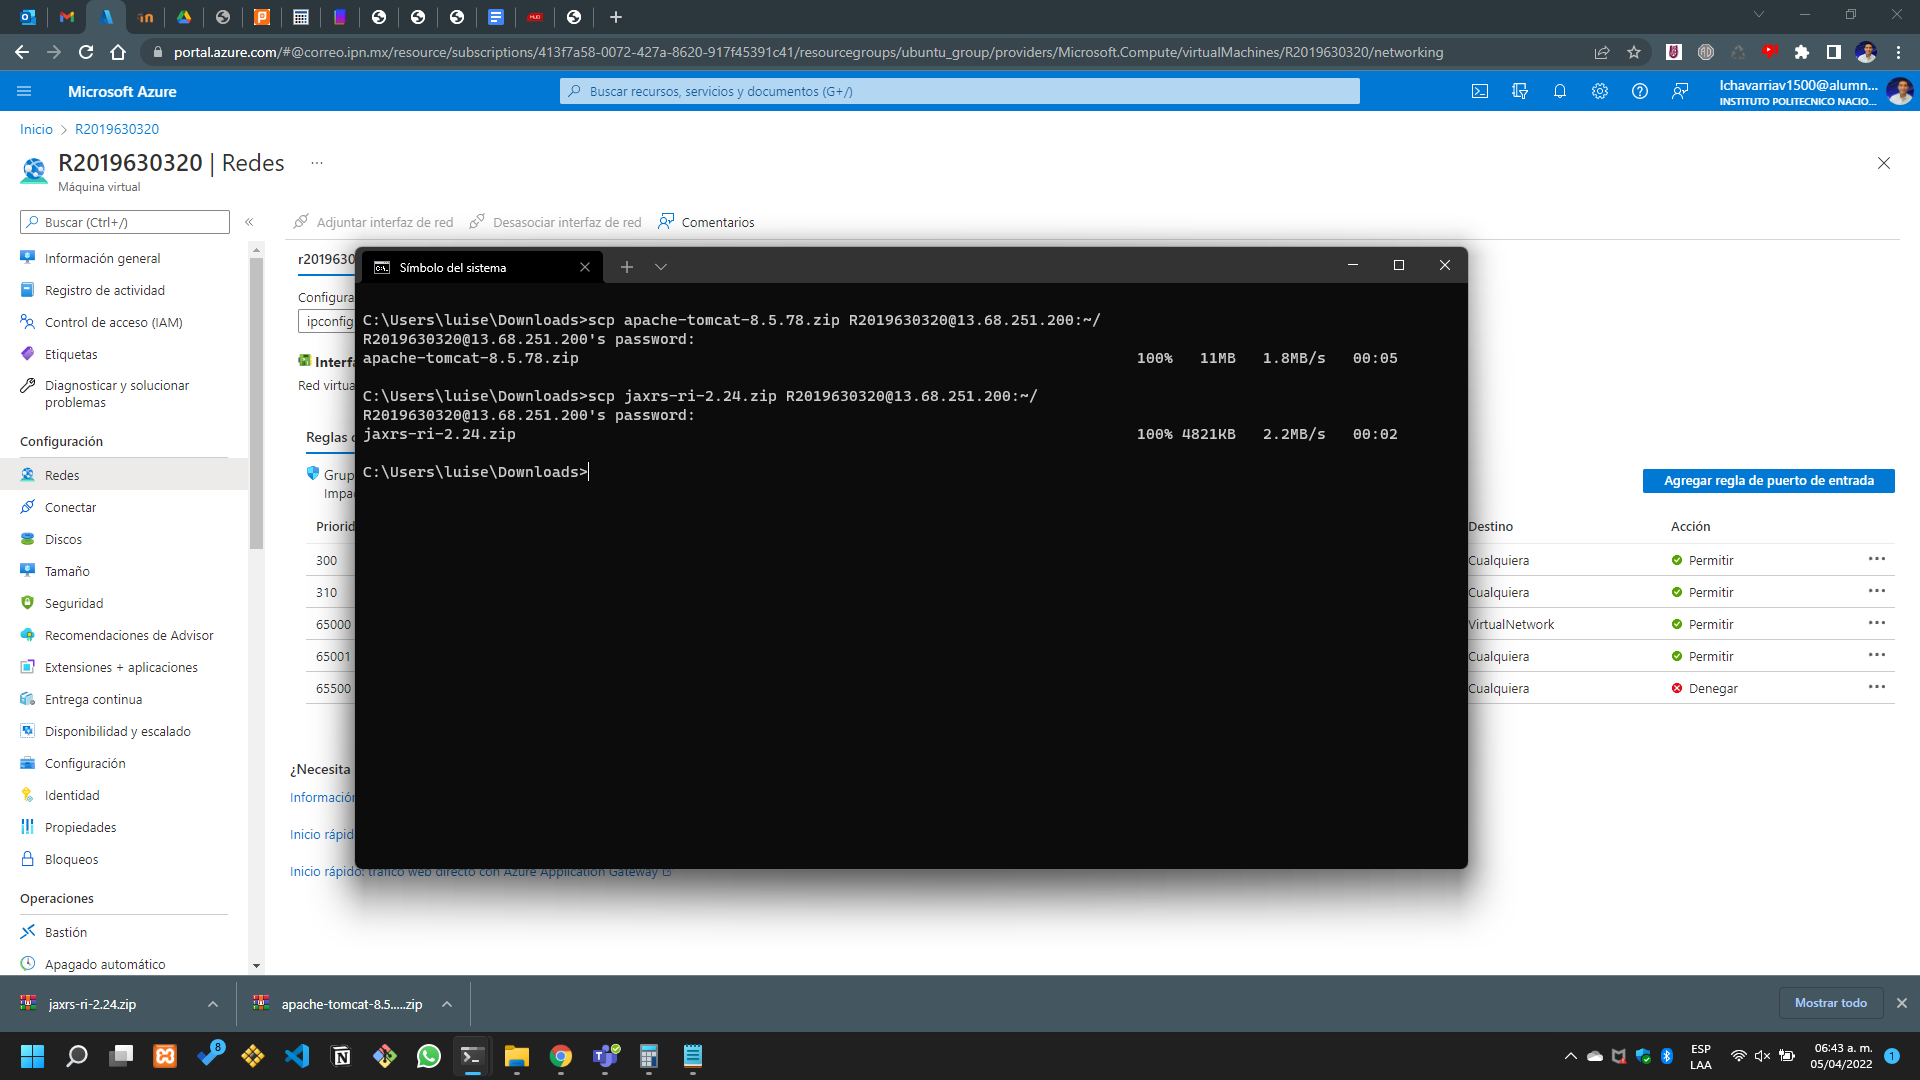 portal.azure.com/#@correo.ipn.mx/resource/subscriptions/413f7a58-0072-427a-8620-917f45391c41/resourcegroups/ubuntu_group/providers/Microsoft.Compute/virtualMachines/R2019630320/networking
Microsoft Azure
Buscar recursos, servicios y documentos (G+/)
lchavarriav1500@alumn...
INSTITUTO POLITECNICO NACIO...
Inicio > R2019630320
R2019630320 | Redes ...
Máquina virtual
Buscar (Ctrl+/)
Adjuntar interfaz de red
Desasociar interfaz de red
Comentarios
Información general
Registro de actividad
Control de acceso (IAM)
Etiquetas
Diagnosticar y solucionar
problemas
Configuración
Redes
Conectar
Discos
Tamaño
Seguridad
Recomendaciones de Advisor
Extensiones + aplicaciones
Entrega continua
Disponibilidad y escalado
Configuración
Identidad
Propiedades
Bloqueos
Operaciones
Bastión
Apagado automático
r2019630
Configura
ipconfig
Interfa
Red virtua
Reglas
Grup
Impa
Priorid
300
310
65000
65001
65500
¿Necesita
Información
Inicio rápid
Inicio rápido: tráfico web directo con Azure Application Gateway
Símbolo del sistema
C:\Users\luise\Downloads>scp apache-tomcat-8.5.78.zip R2019630320@13.68.251.200:~/
R2019630320@13.68.251.200's password:
apache-tomcat-8.5.78.zip 100% 11MB 1.8MB/s 00:05
C:\Users\luise\Downloads>scp jaxrs-ri-2.24.zip R2019630320@13.68.251.200:~/
R2019630320@13.68.251.200's password:
jaxrs-ri-2.24.zip 100% 4821KB 2.2MB/s 00:02
C:\Users\luise\Downloads>
Agregar regla de puerto de entrada
Destino Acción
Cualquiera Permitir
Cualquiera Permitir
VirtualNetwork Permitir
Cualquiera Permitir
Cualquiera Denegar
jaxrs-ri-2.24.zip
apache-tomcat-8.5.....zip
Mostrar todo
8
ESP
LAA
06:43 a. m.
05/04/2022
1